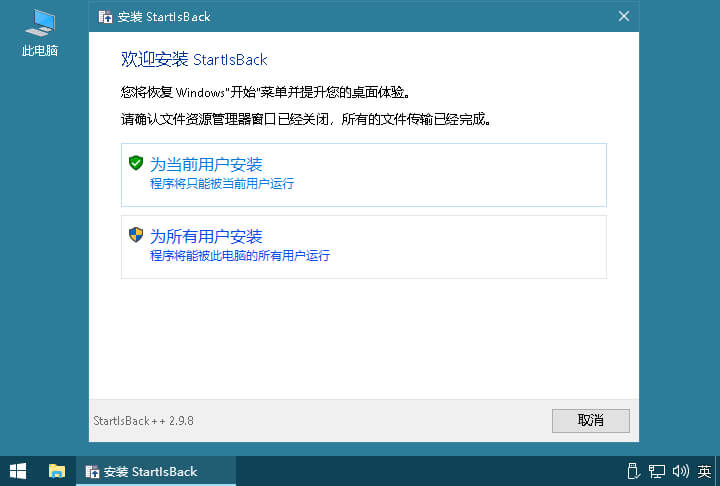 此电脑
安装 StartIsBack
欢迎安装 StartIsBack
您将恢复 Windows"开始"菜单并提升您的桌面体验。
请确认文件资源管理器窗口已经关闭，所有的文件传输已经完成。
为当前用户安装
程序将只能被当前用户运行
为所有用户安装
程序将能被此电脑的所有用户运行
StartIsBack++ 2.9.8
取消
安装 StartIsBack
英